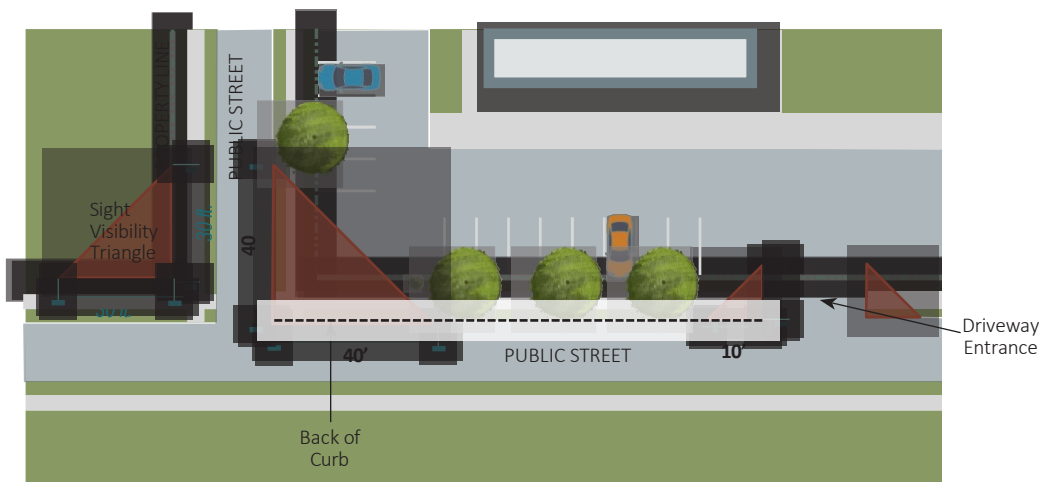 PUBLIC STREET
Sight
Visibility
Triangle
40
40’
PUBLIC STREET
10’
Driveway
Entrance
Back of
Curb